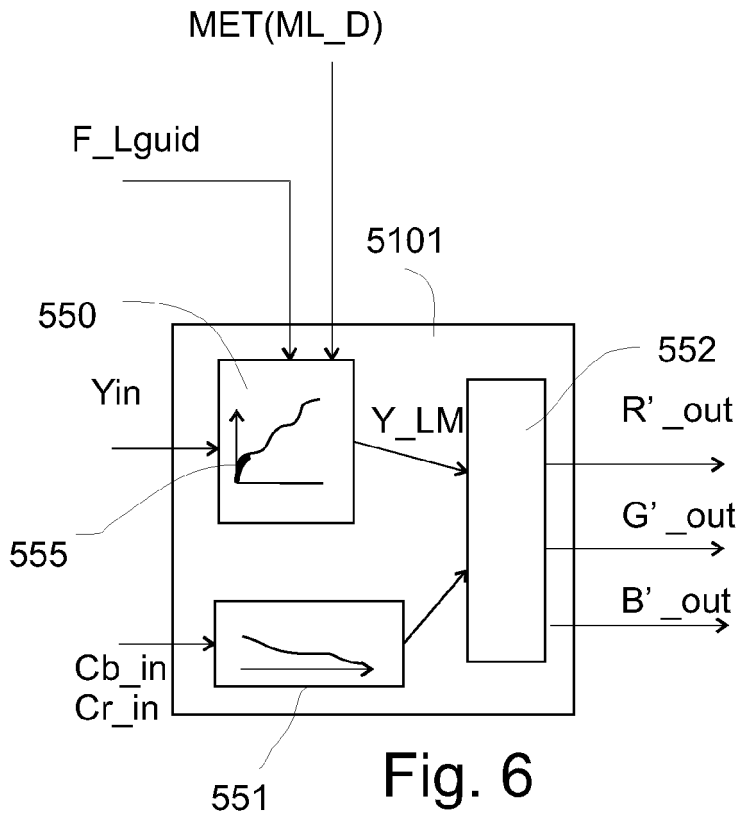 MET(ML_D)
F_Lguid
5101
550
552
Yin
Y_LM
R’_out
555
G’_out
B’_out
Cb_in
Cr_in
551
Fig. 6